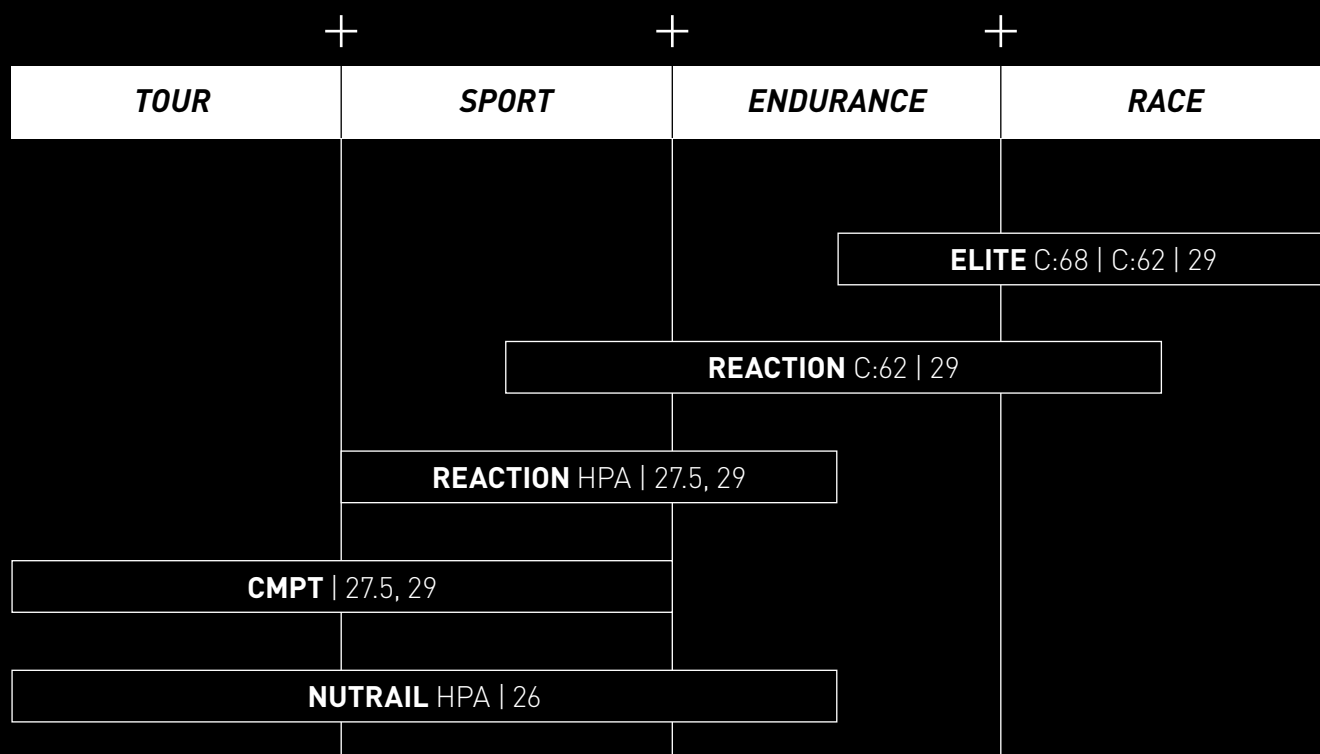 TOUR SPORT ENDURANCE RACE
ELITE C:68 | C:62 | 29
REACTION C:62 | 29
REACTION HPA | 27.5, 29
CMPT | 27.5, 29
NUTRAIL HPA | 26